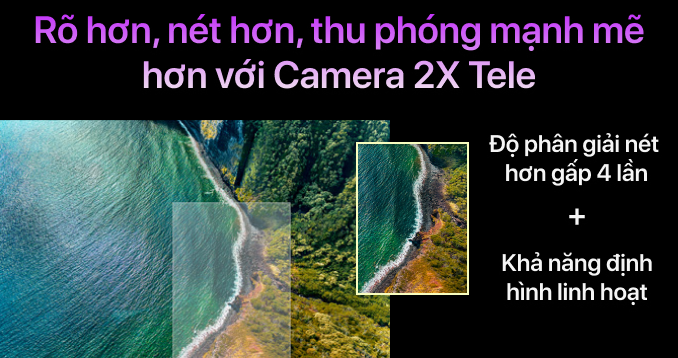 Rõ hơn, nét hơn, thu phóng mạnh mẽ
hơn với Camera 2X Tele
Độ phân giải nét
hơn gấp 4 lần
+
Khả năng định
hình linh hoạt